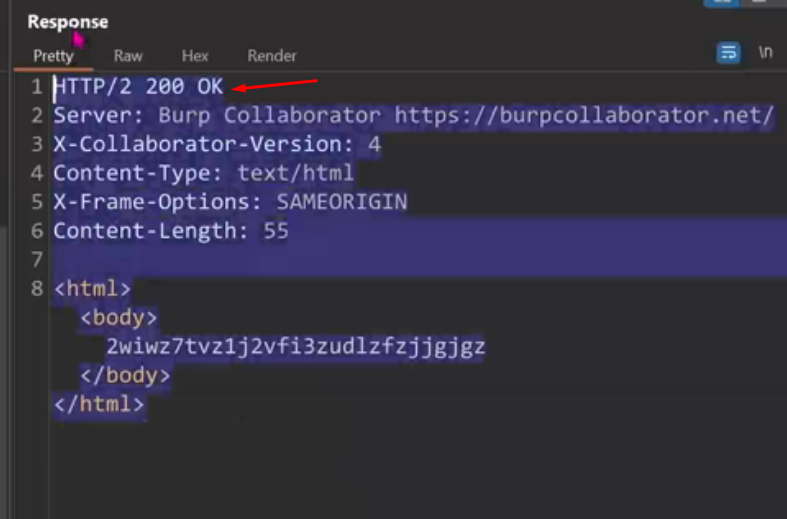 Response
Pretty Raw Hex Render \n
1 HTTP/2 200 OK
2 Server: Burp Collaborator https://burpcollaborator.net/
3 X-Collaborator-Version: 4
4 Content-Type: text/html
5 X-Frame-Options: SAMEORIGIN
6 Content-Length: 55
7
8 <html>
<body>
2wiwz7tvz1j2vfi3zudlzfzjjgjgz
</body>
</html>